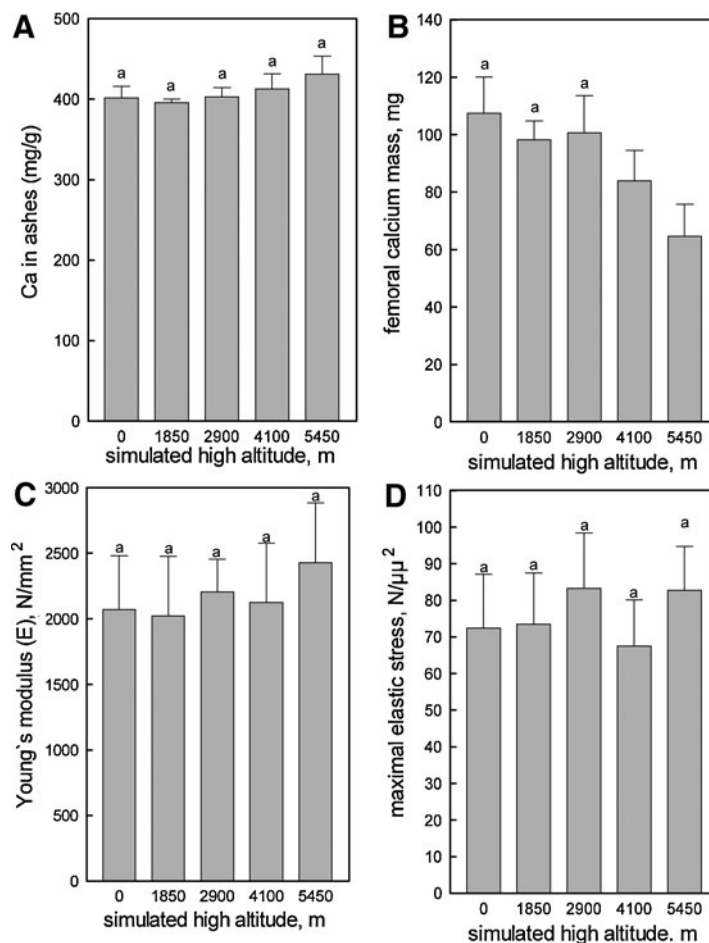 A
Ca in ashes (mg/g)
500
400
300
200
100
0
a a a a a
0 1850 2900 4100 5450
simulated high altitude, m
B
femoral calcium mass, mg
140
120
100
80
60
40
20
0
a a a
0 1850 2900 4100 5450
simulated high altitude, m
C
Young`s modulus (E), N/mm²
3000
2500
2000
1500
1000
500
0
a a a a a
0 1850 2900 4100 5450
simulated high altitude, m
D
maximal elastic stress, N/µµ²
110
100
90
80
70
60
50
40
30
20
10
0
a a a a a
0 1850 2900 4100 5450
simulated high altitude, m